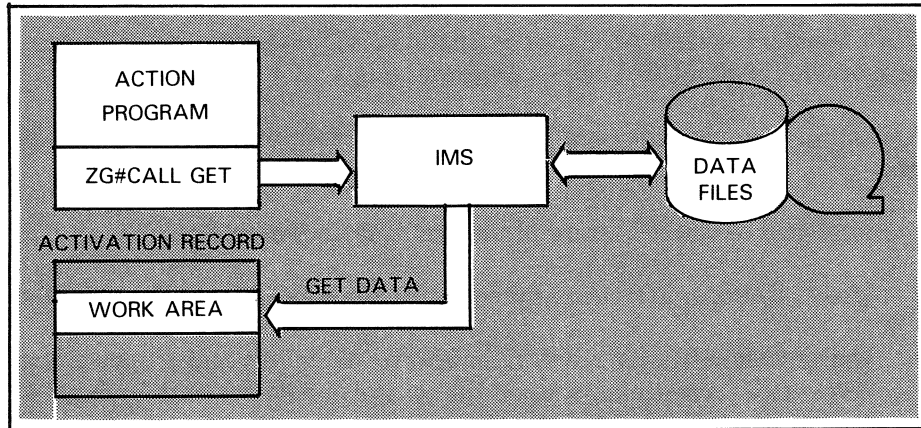 ACTION
PROGRAM
ZG#CALL GET
IMS
DATA
FILES
ACTIVATION RECORD
GET DATA
WORK AREA